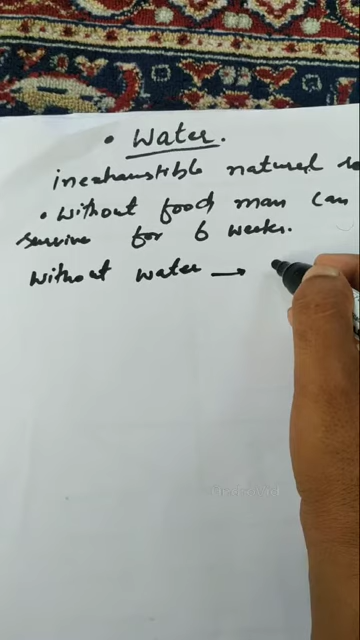 • Water.
inexhaustible natural
• Without food man can
survive for 6 weeks.
Without water →